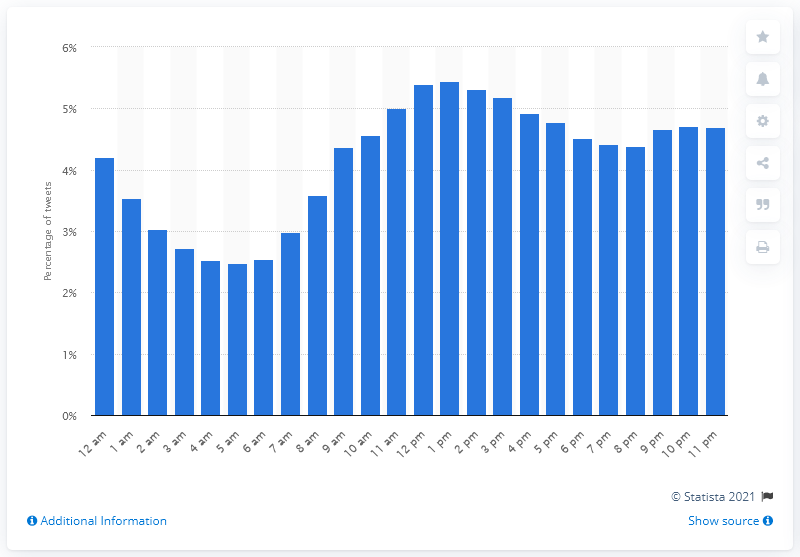 6%
5%
4%
3%
2%
1%
0%
Percentage of tweets
12 am
1 am
2 am
3 am
4 am
5 am
6 am
7 am
8 am
9 am
10 am
11 am
12 pm
1 pm
2 pm
3 pm
4 pm
5 pm
6 pm
7 pm
8 pm
9 pm
10 pm
11 pm
© Statista 2021
Additional Information
Show source